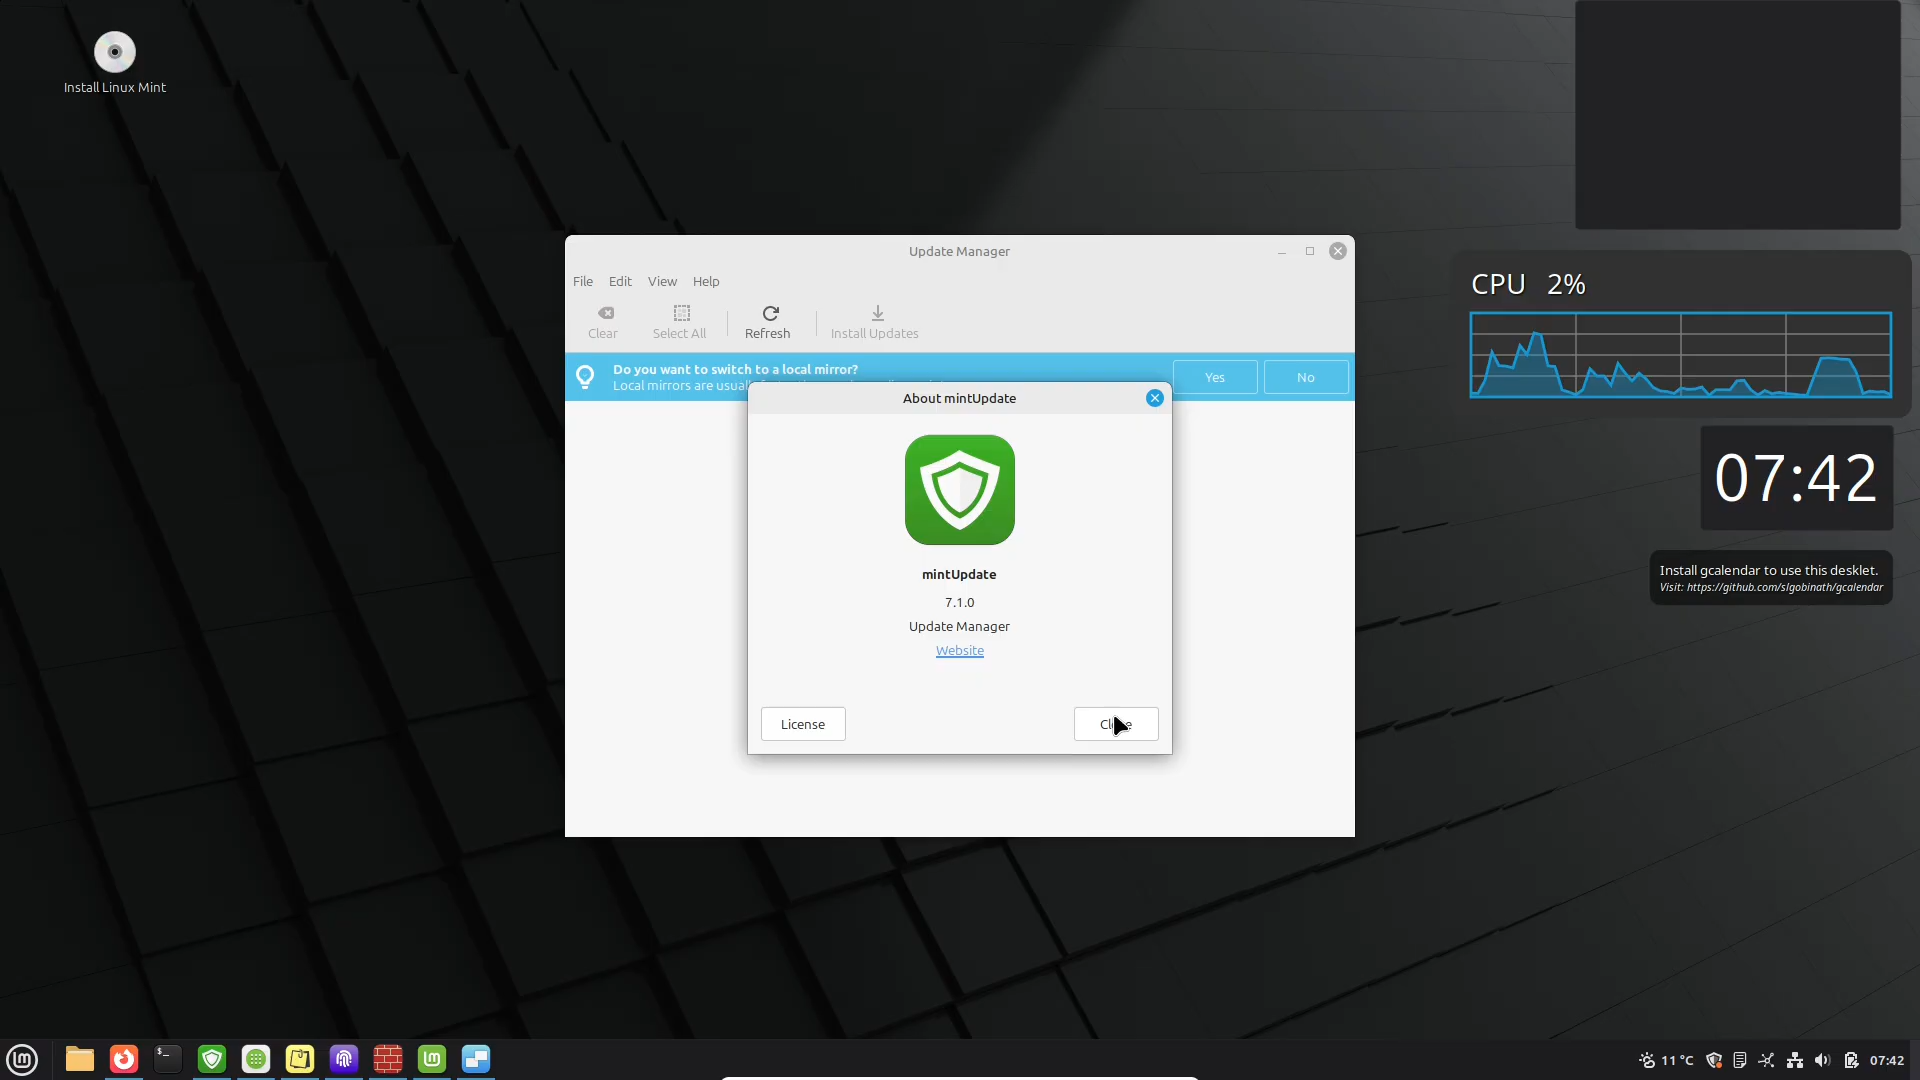 Install Linux Mint
Update Manager
File Edit View Help
Clear Select All Refresh Install Updates
Do you want to switch to a local mirror?
Local mirrors are
Yes No
About mintUpdate
mintUpdate
7.1.0
Update Manager
Website
License
CPU 2%
07:42
Install gcalendar to use this desklet.
Visit: https://github.com/slgobinath/gcalendar
11 °C 07:42